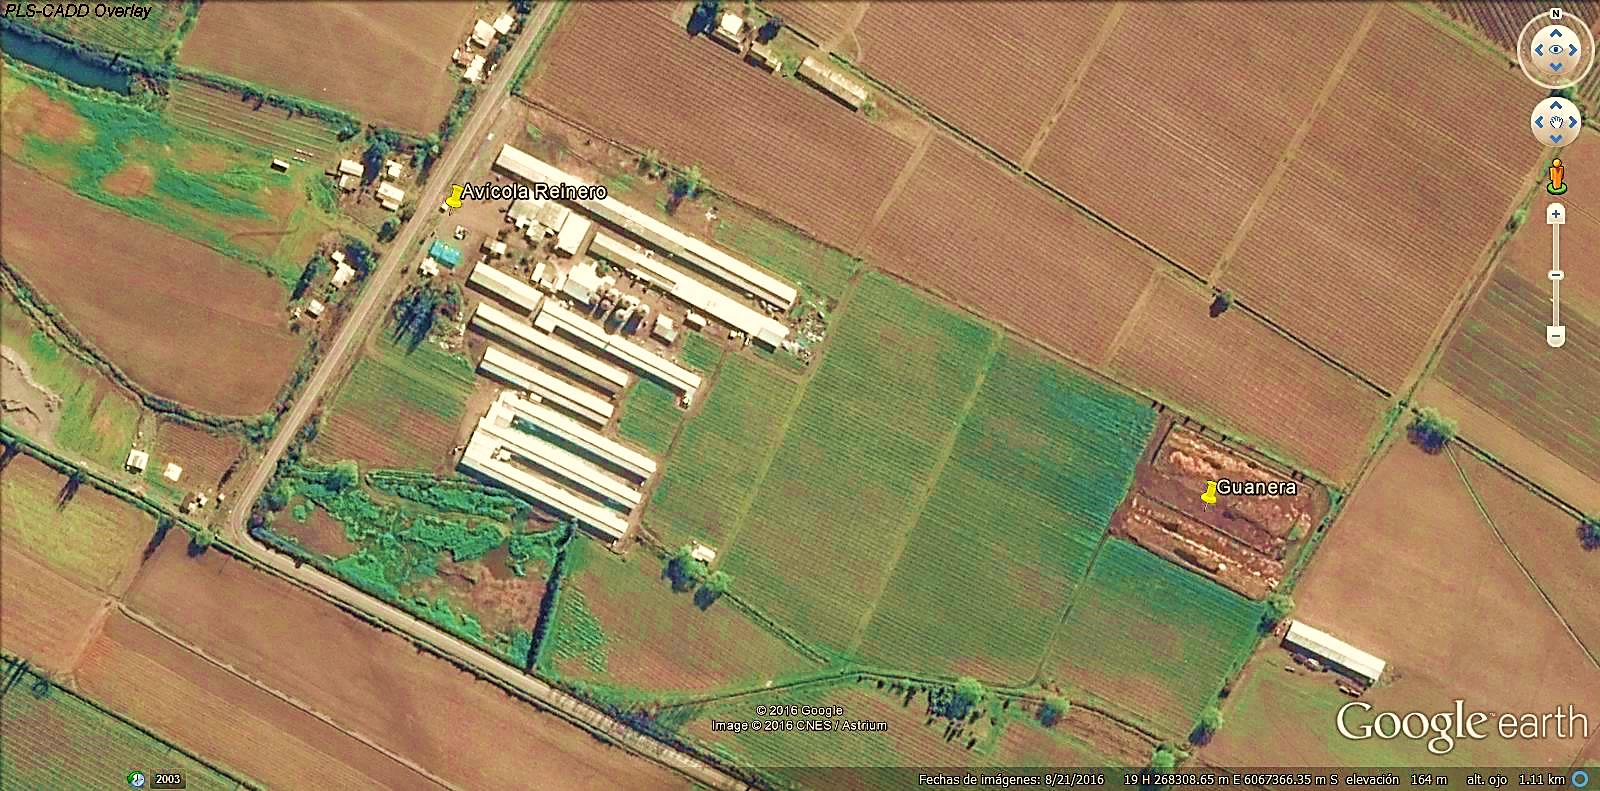 PLS-CADD Overlay
N
Avícola Reinero
Guanera
© 2016 Google
Image © 2016 CNES / Astrium
Google earth
2003
Fechas de imágenes: 8/21/2016 19 H 268308.65 m E 6067366.35 m S elevación 164 m alt. ojo 1.11 km